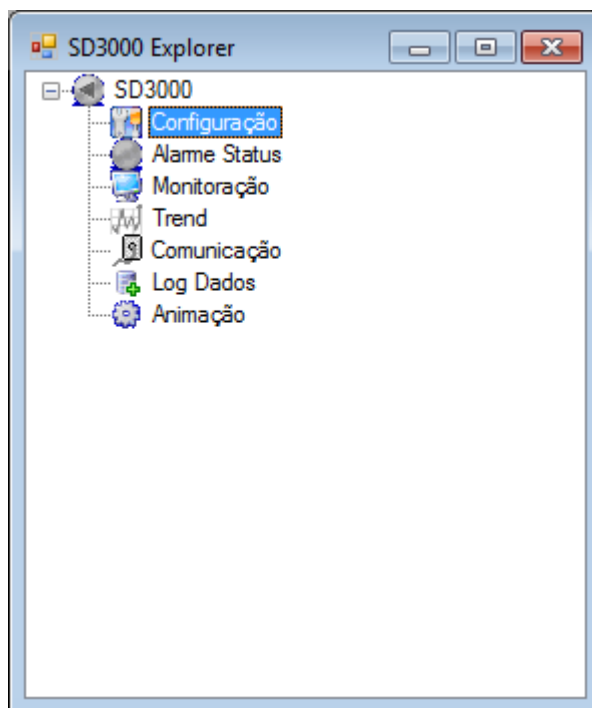 SD3000 Explorer
SD3000
Configuração
Alarme Status
Monitoração
Trend
Comunicação
Log Dados
Animação